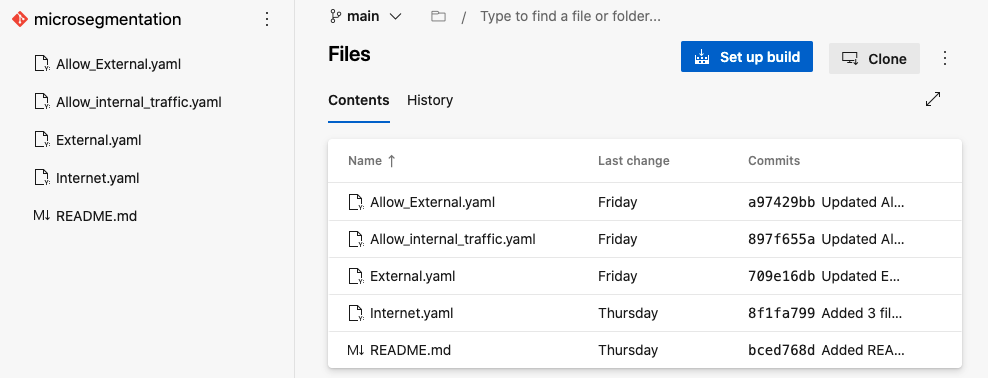 microsegmentation
Allow_External.yaml
Allow_internal_traffic.yaml
External.yaml
Internet.yaml
README.md
main / Type to find a file or folder...
Files Set up build Clone
Contents History
Name Last change Commits
Allow_External.yaml Friday a97429bb Updated Al...
Allow_internal_traffic.yaml Friday 897f655a Updated Al...
External.yaml Friday 709e16db Updated E...
Internet.yaml Thursday 8f1fa799 Added 3 fil...
README.md Thursday bced768d Added REA...